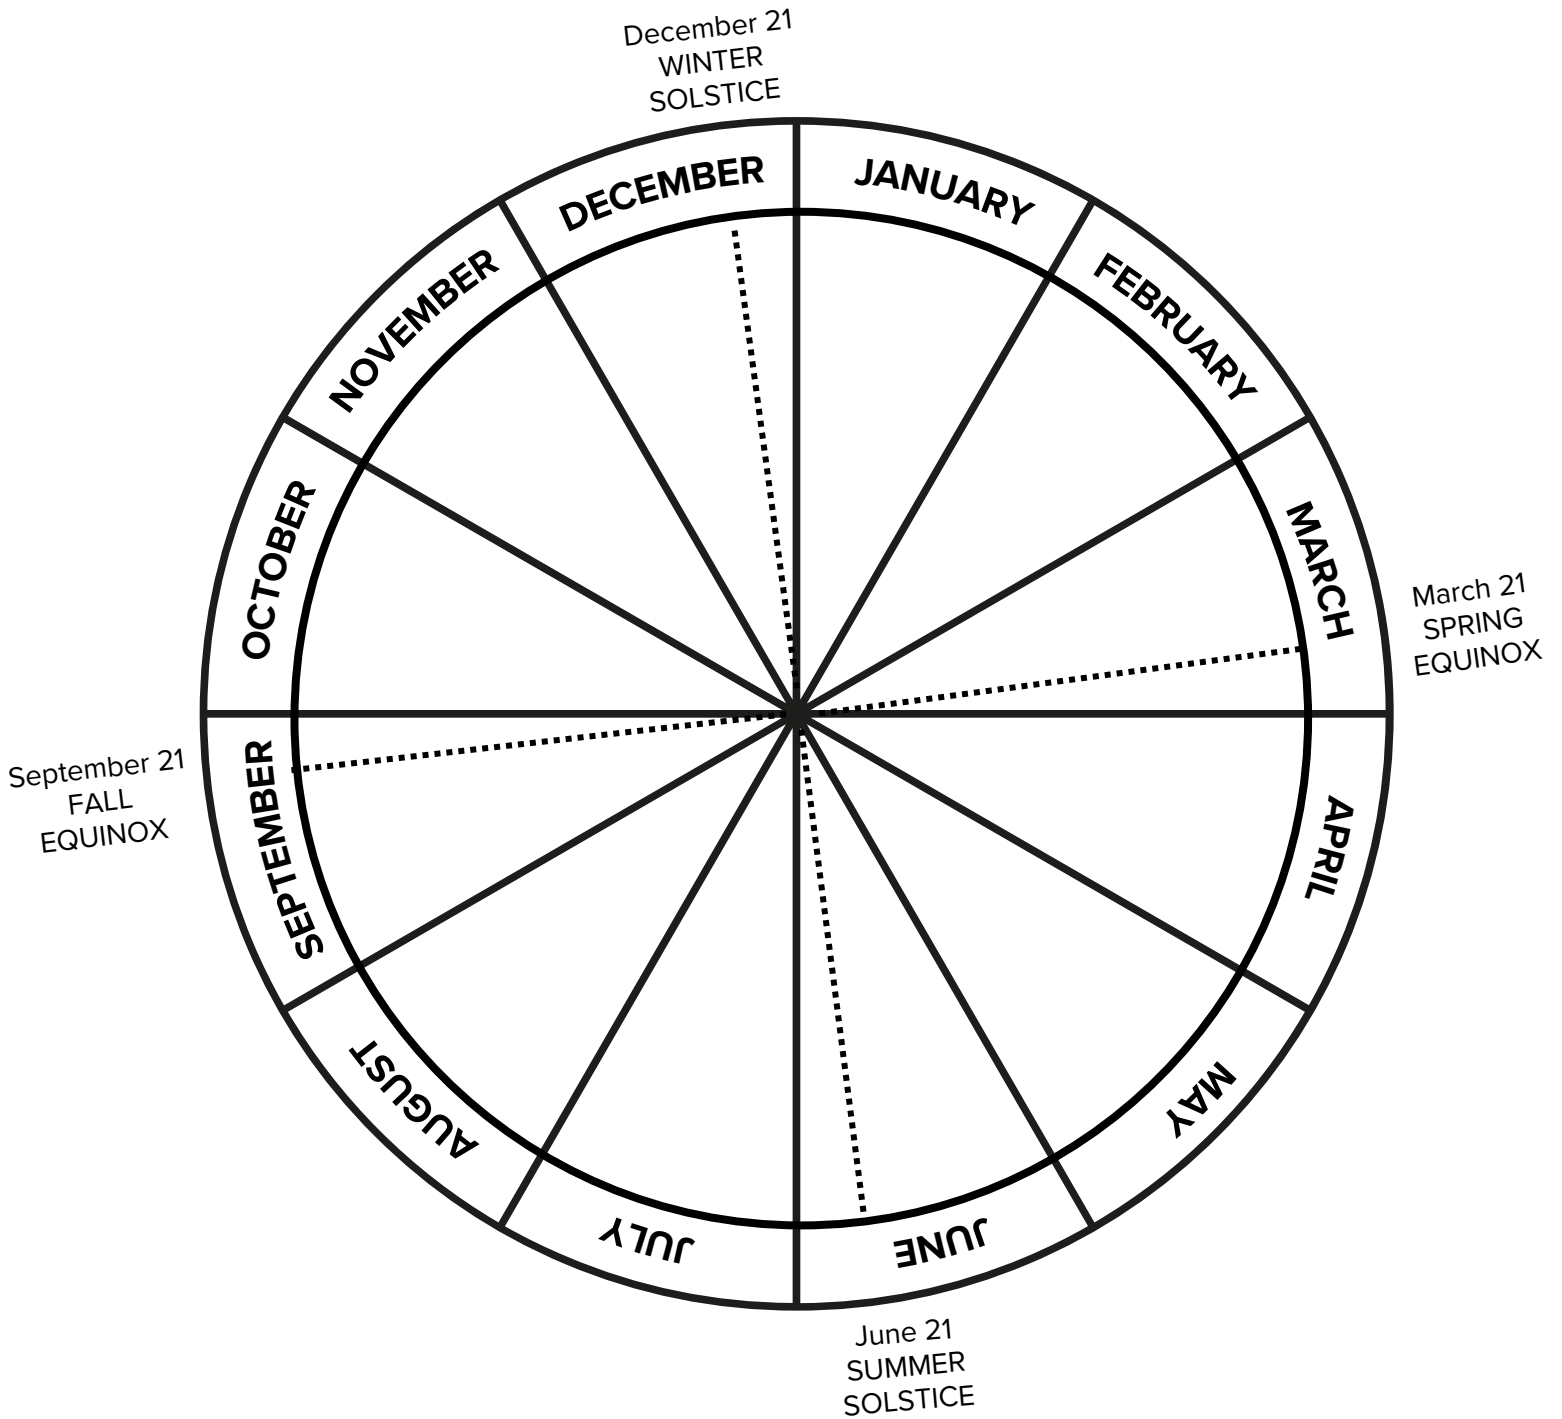 December 21
WINTER
SOLSTICE
JANUARY
FEBRUARY
MARCH
March 21
SPRING
EQUINOX
APRIL
MAY
JUNE
June 21
SUMMER
SOLSTICE
JULY
AUGUST
SEPTEMBER
September 21
FALL
EQUINOX
OCTOBER
NOVEMBER
DECEMBER